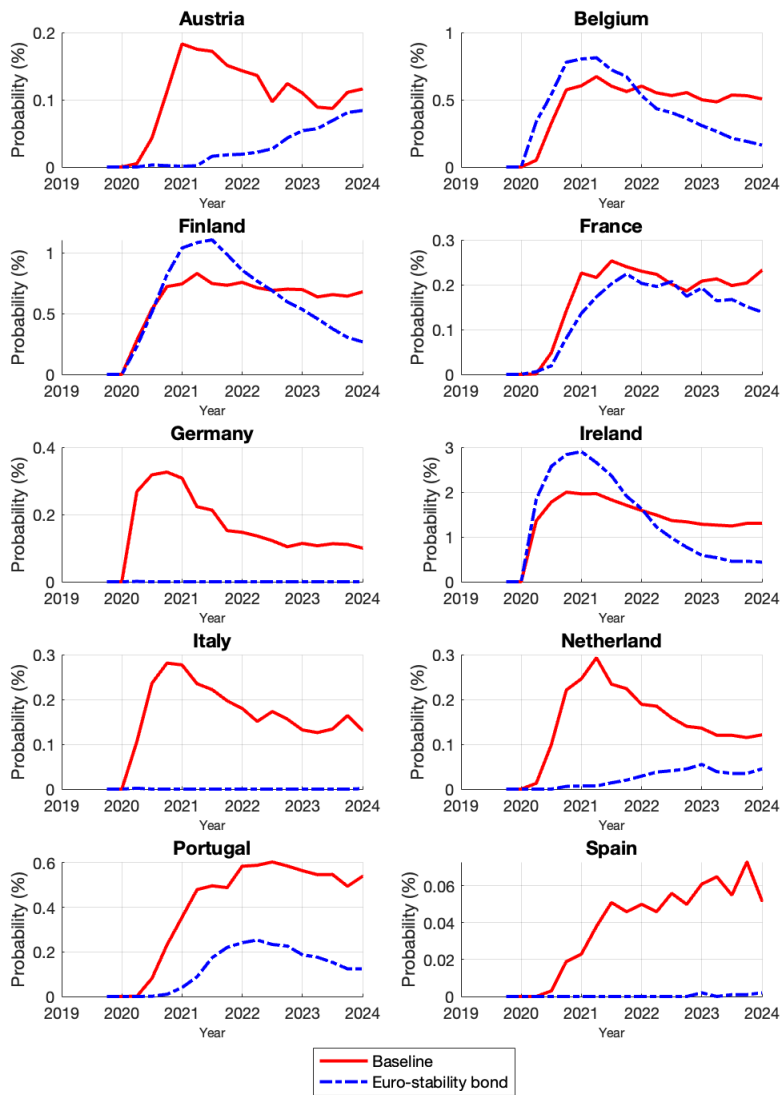 Austria
Probability (%)
0.2
0.1
0
2019 2020 2021 2022 2023 2024
Year
Belgium
Probability (%)
1
0.5
0
2019 2020 2021 2022 2023 2024
Year
Finland
Probability (%)
1
0.5
0
2019 2020 2021 2022 2023 2024
Year
France
Probability (%)
0.3
0.2
0.1
0
2019 2020 2021 2022 2023 2024
Year
Germany
Probability (%)
0.4
0.2
0
2019 2020 2021 2022 2023 2024
Year
Ireland
Probability (%)
3
2
1
0
2019 2020 2021 2022 2023 2024
Year
Italy
Probability (%)
0.3
0.2
0.1
0
2019 2020 2021 2022 2023 2024
Year
Netherland
Probability (%)
0.3
0.2
0.1
0
2019 2020 2021 2022 2023 2024
Year
Portugal
Probability (%)
0.6
0.4
0.2
0
2019 2020 2021 2022 2023 2024
Year
Spain
Probability (%)
0.06
0.04
0.02
0
2019 2020 2021 2022 2023 2024
Year
Baseline
Euro-stability bond